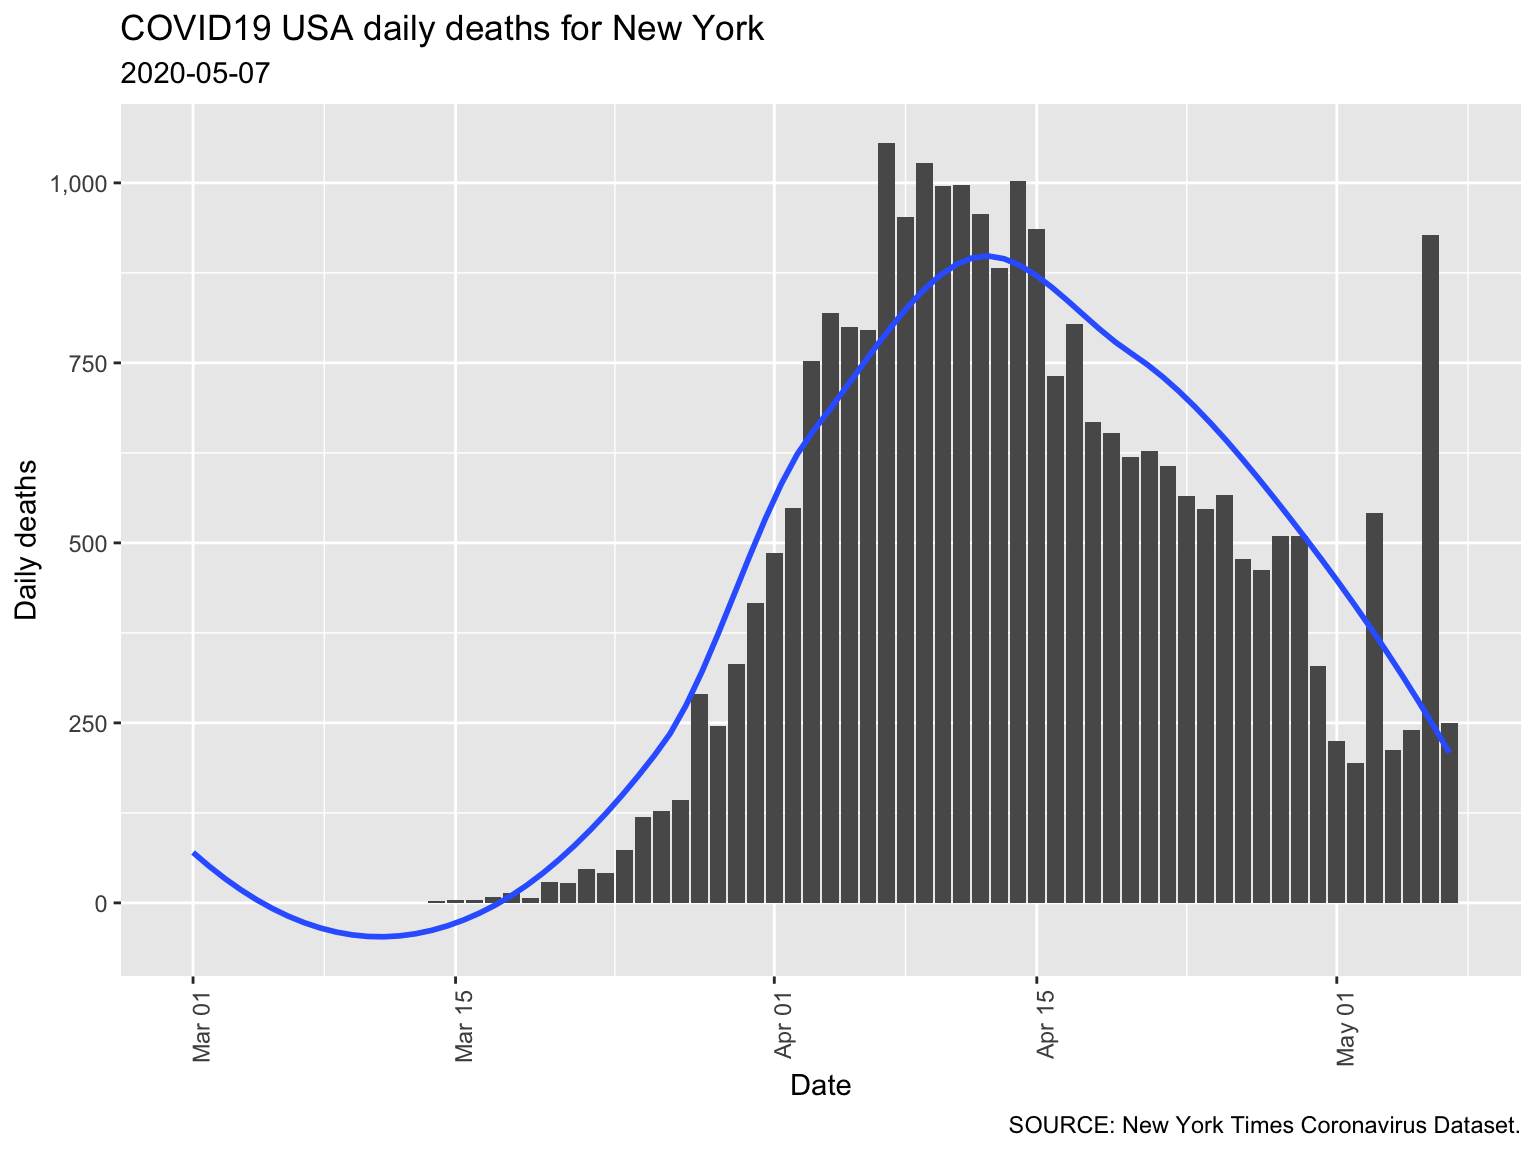 COVID19 USA daily deaths for New York
2020-05-07
Daily deaths
1,000
750
500
250
0
Mar 01
Mar 15
Apr 01
Apr 15
May 01
Date
SOURCE: New York Times Coronavirus Dataset.